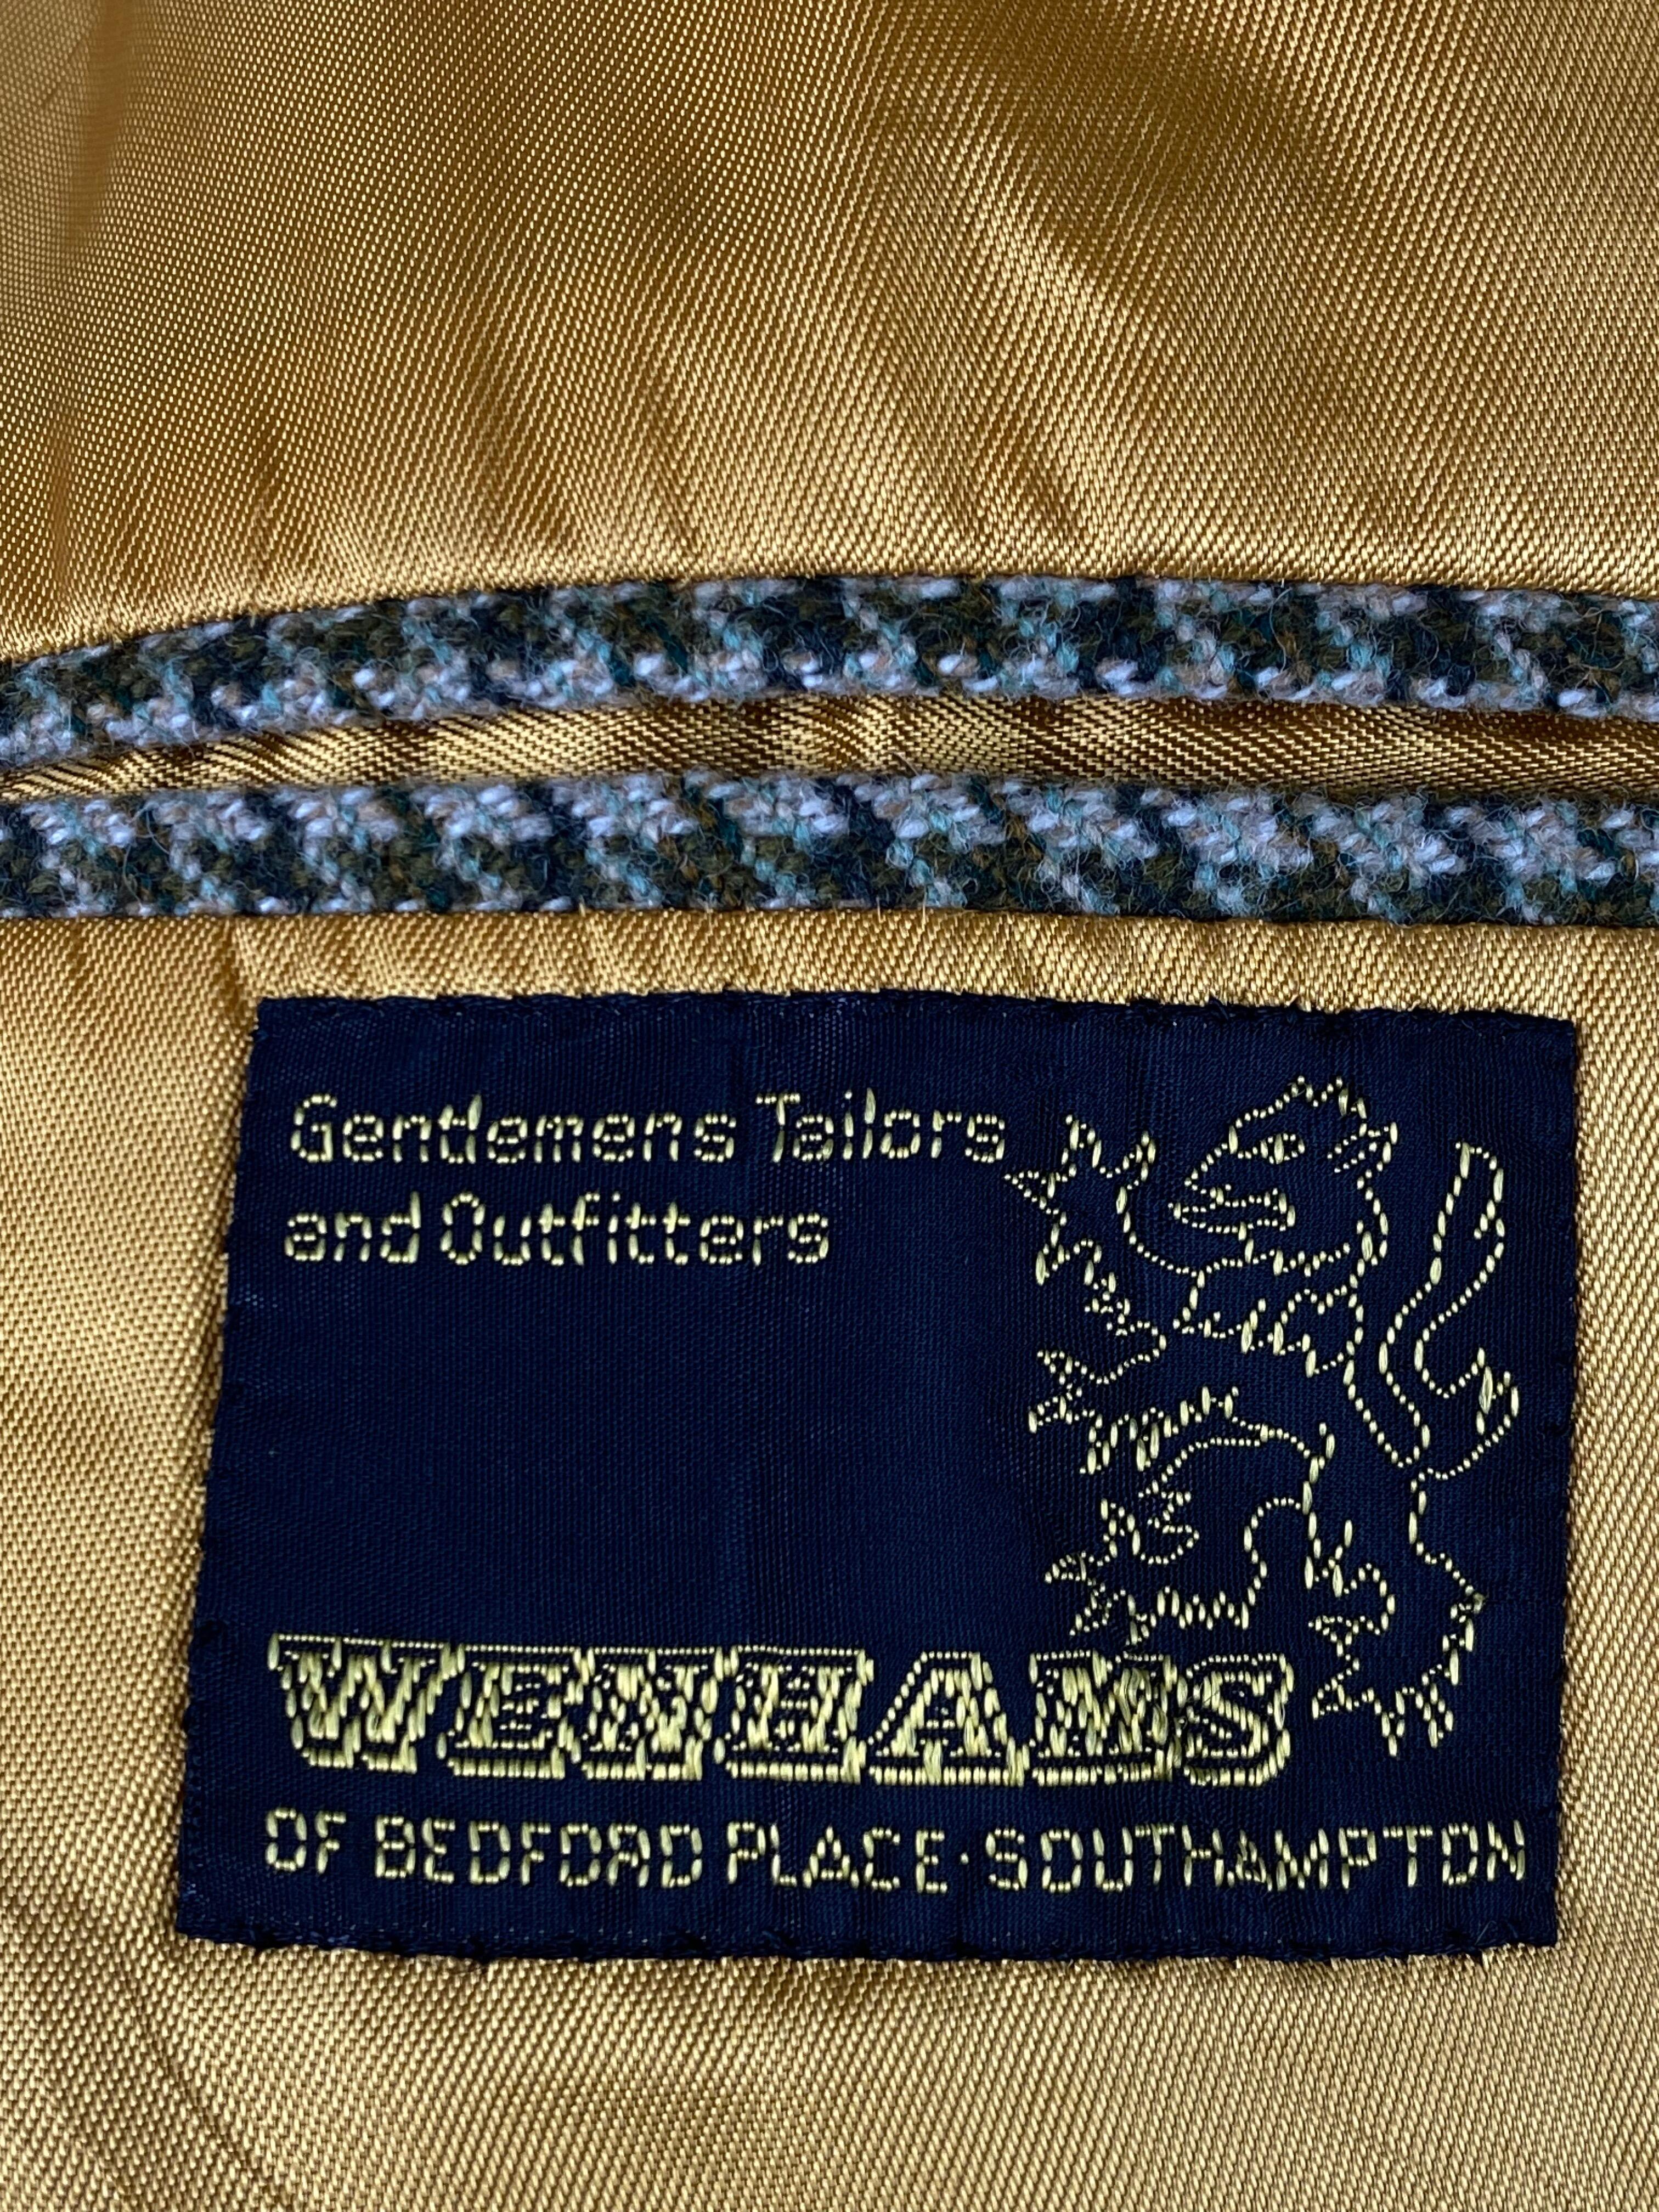 Gentlemens Tailors
and Outfitters
WENHAMS
OF BEDFORD PLACE · SOUTHAMPTON